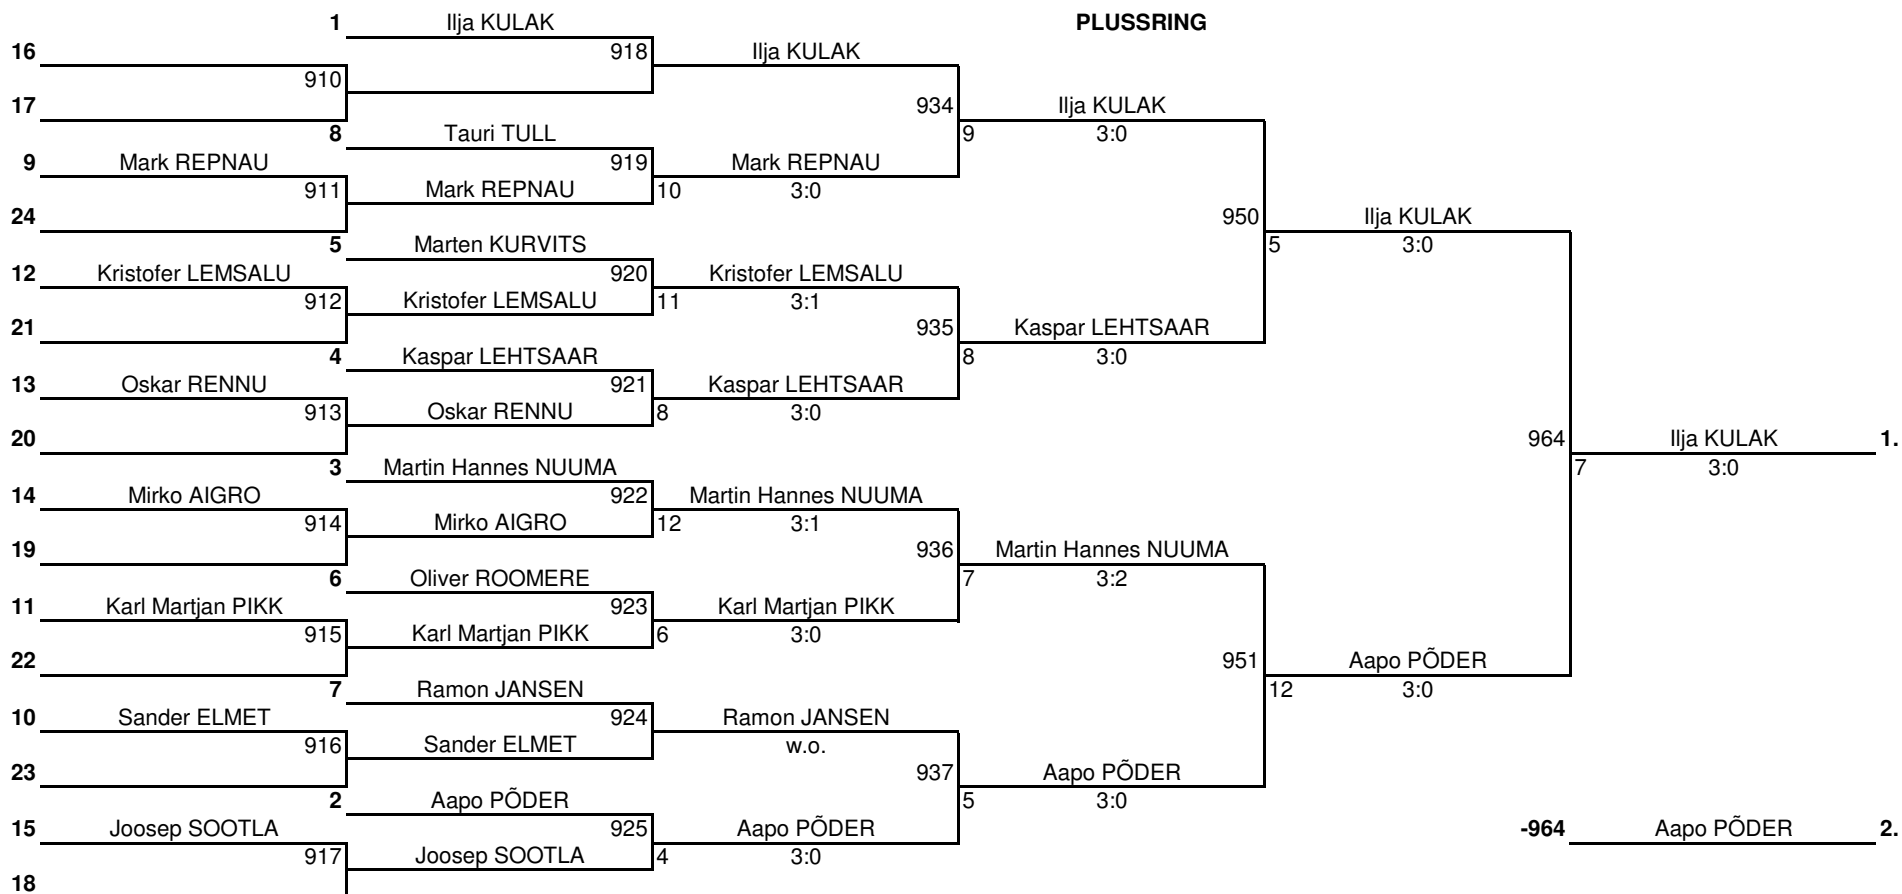 1 Ilja KULAK PLUSSRING
16 918 Ilja KULAK
910
17 934 Ilja KULAK
8 Tauri TULL 9 3:0
9 Mark REPNAU 919 Mark REPNAU
911 Mark REPNAU 10 3:0
24 950 Ilja KULAK
5 Marten KURVITS 5 3:0
12 Kristofer LEMSALU 920 Kristofer LEMSALU
912 Kristofer LEMSALU 11 3:1
21 935 Kaspar LEHTSAAR
4 Kaspar LEHTSAAR 8 3:0
13 Oskar RENNU 921 Kaspar LEHTSAAR
913 Oskar RENNU 8 3:0
20 964 Ilja KULAK 1.
3 Martin Hannes NUUMA 7 3:0
14 Mirko AIGRO 922 Martin Hannes NUUMA
914 Mirko AIGRO 12 3:1
19 936 Martin Hannes NUUMA
6 Oliver ROOMERE 7 3:2
11 Karl Martjan PIKK 923 Karl Martjan PIKK
915 Karl Martjan PIKK 6 3:0
22 951 Aapo PÕDER
7 Ramon JANSEN 12 3:0
10 Sander ELMET 924 Ramon JANSEN
916 Sander ELMET w.o.
23 937 Aapo PÕDER
2 Aapo PÕDER 5 3:0
15 Joosep SOOTLA 925 Aapo PÕDER -964 Aapo PÕDER 2.
917 Joosep SOOTLA 4 3:0
18